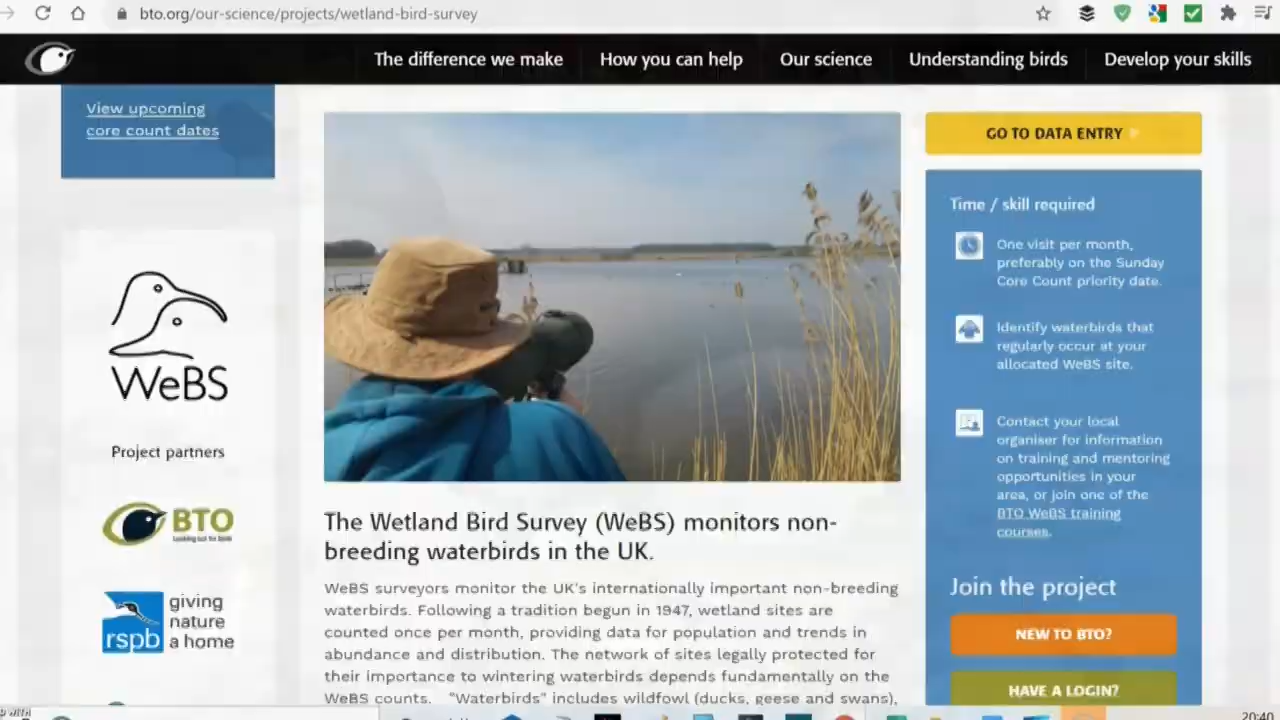 bto.org/our-science/projects/wetland-bird-survey
The difference we make
How you can help
Our science
Understanding birds
Develop your skills
View upcoming
core count dates
WeBS
Project partners
BTO
Looking out for birds
rspb
giving
nature
a home
The Wetland Bird Survey (WeBS) monitors non-
breeding waterbirds in the UK.
WeBS surveyors monitor the UK's internationally important non-breeding
waterbirds. Following a tradition begun in 1947, wetland sites are
counted once per month, providing data for population and trends in
abundance and distribution. The network of sites legally protected for
their importance to wintering waterbirds depends fundamentally on the
WeBS counts. "Waterbirds" includes wildfowl (ducks, geese and swans),
GO TO DATA ENTRY
Time / skill required
One visit per month,
preferably on the Sunday
Core Count priority date.
Identify waterbirds that
regularly occur at your
allocated WeBS site.
Contact your local
organiser for information
on training and mentoring
opportunities in your
area, or join one of the
BTO WeBS training
courses.
Join the project
NEW TO BTO?
HAVE A LOGIN?
20:40